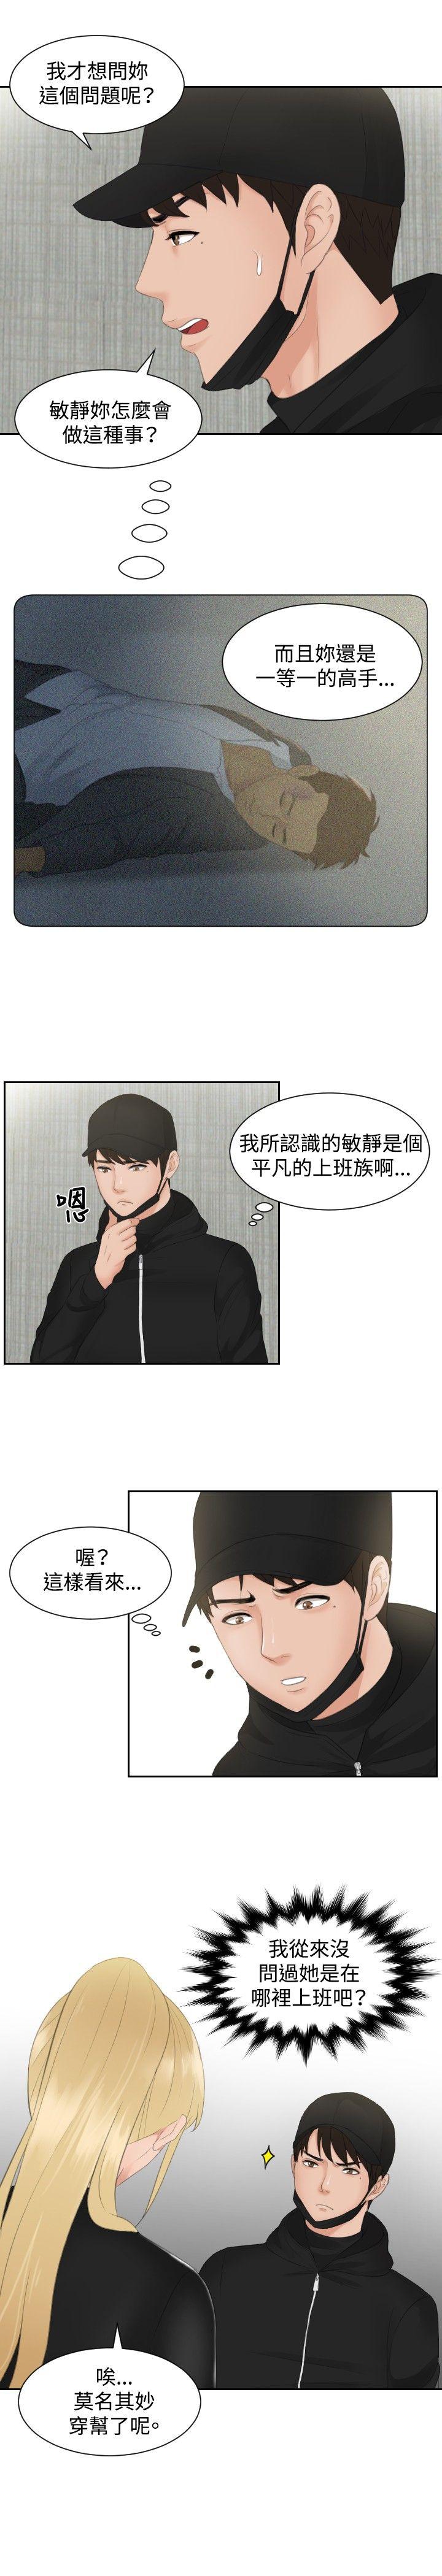 我才想問妳
這個問題呢?
敏靜妳怎麼會
做這種事?
而且妳還是
一等一的高手...
我所認識的敏靜是個
平凡的上班族啊...
嗯
喔?
這樣看來...
我從來沒
問過她是在
哪裡上班吧?
唉...
莫名其妙
穿幫了呢。